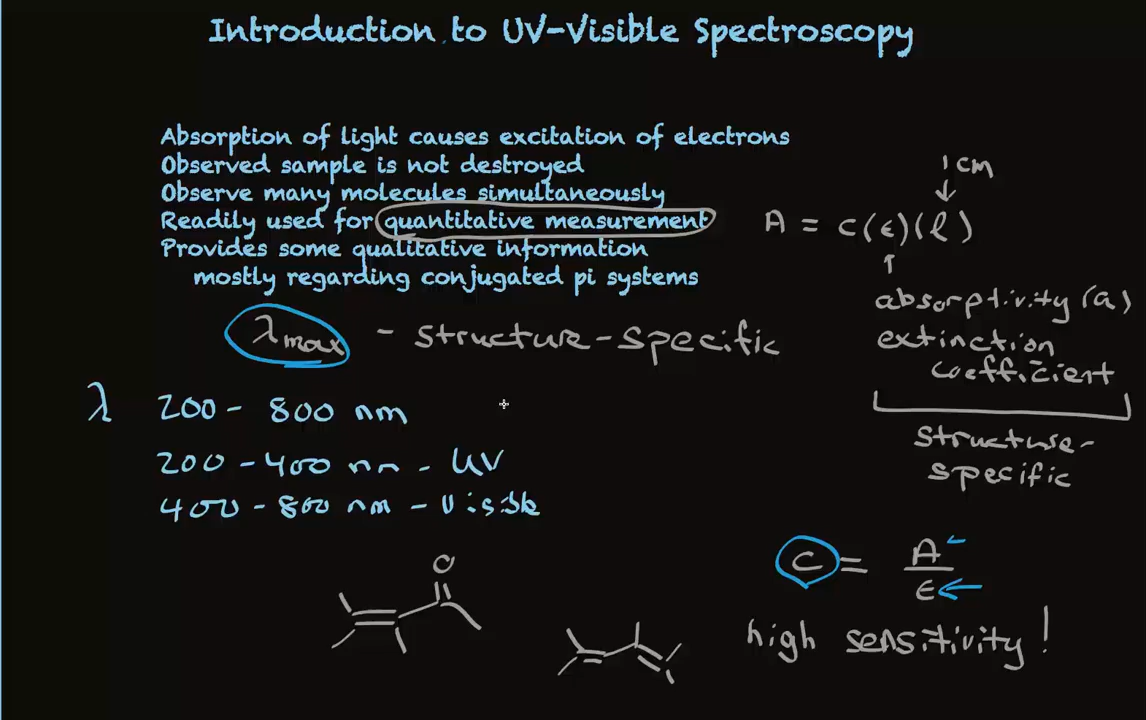 Introduction to UV-Visible Spectroscopy
Absorption of light causes excitation of electrons
Observed sample is not destroyed
Observe many molecules simultaneously
Readily used for quantitative measurement
Provides some qualitative information
mostly regarding conjugated pi systems
1 cm
A = c(ε)(l)
absorptivity (a)
extinction
coefficient
structure-
specific
λmax - structure-specific
λ 200 - 800 nm
200 - 400 nm - UV
400 - 800 nm - Visible
O
C = A
ε
high sensitivity!